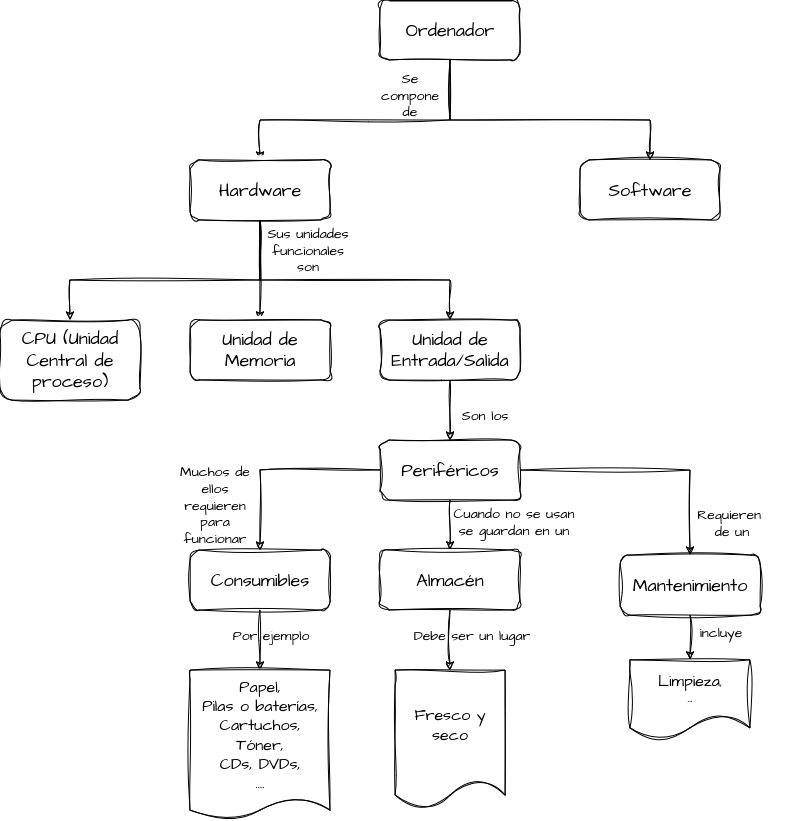 Ordenador
Se
compone
de
Hardware
Software
Sus unidades
funcionales
son
CPU (Unidad
Central de
proceso)
Unidad de
Memoria
Unidad de
Entrada/Salida
Son los
Periféricos
Muchos de
ellos
requieren
para
funcionar
Cuando no se usan
se guardan en un
Requieren
de un
Consumibles
Almacén
Mantenimiento
Por ejemplo
Debe ser un lugar
incluye
Papel,
Pilas o baterías,
Cartuchos,
Tóner,
CDs, DVDs,
....
Fresco y
seco
Limpieza,
..